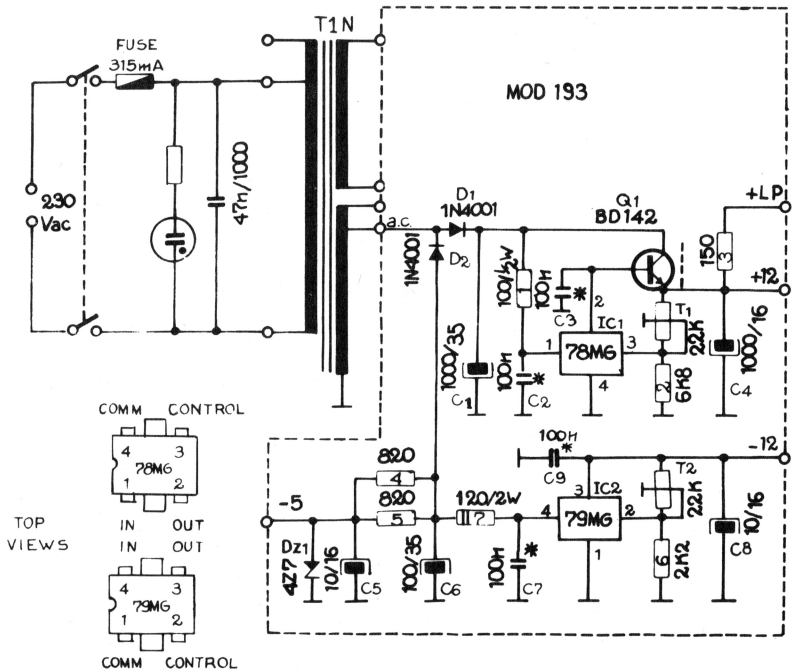 T1N
FUSE
315mA
MOD 193
230
Vac
47n/1000
a.c.
D1
1N4001
1N4001
D2
Q1
BD142
+LP
150
3
+12
100/½W
1
100n
C3
*
2
IC1
1
78MG
3
4
T1
22K
2
6K8
1000/16
C4
1000/35
C1
100n
*
C2
COMM CONTROL
4 3
78MG
1 2
IN OUT
TOP
VIEWS
IN OUT
4 3
79MG
1 2
COMM CONTROL
-5
820
4
820
5
120/2W
7
100n
*
C9
-12
3
IC2
4
79MG
2
1
T2
22K
6
2K2
10/16
C8
DZ1
4Z7
10/16
C5
100/35
C6
100n
*
C7